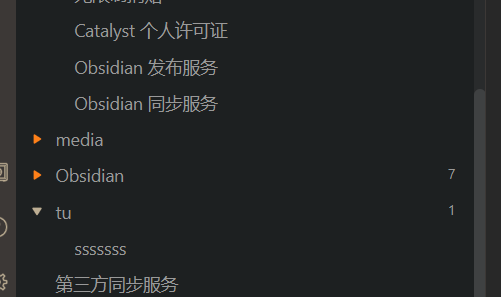 Catalyst 个人许可证
Obsidian 发布服务
Obsidian 同步服务
media
Obsidian 7
tu 1
sssssss
第三方同步服务